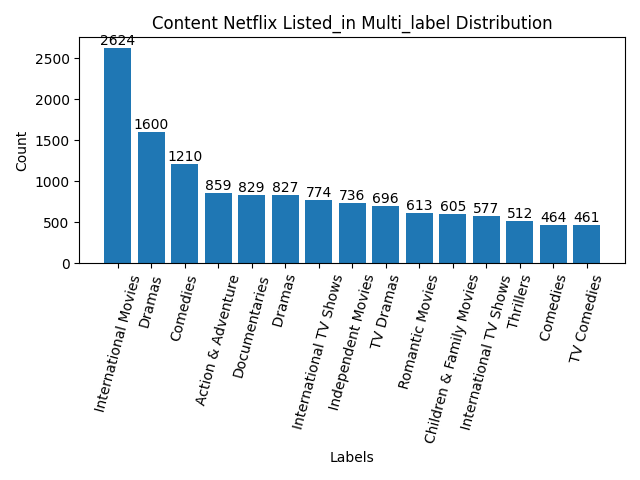 Content Netflix Listed_in Multi_label Distribution
Count
2500
2000
1500
1000
500
0
2624
1600
1210
859
829
827
774
736
696
613
605
577
512
464
461
International Movies
Dramas
Comedies
Action & Adventure
Documentaries
Dramas
International TV Shows
Independent Movies
TV Dramas
Romantic Movies
Children & Family Movies
International TV Shows
Thrillers
Comedies
TV Comedies
Labels